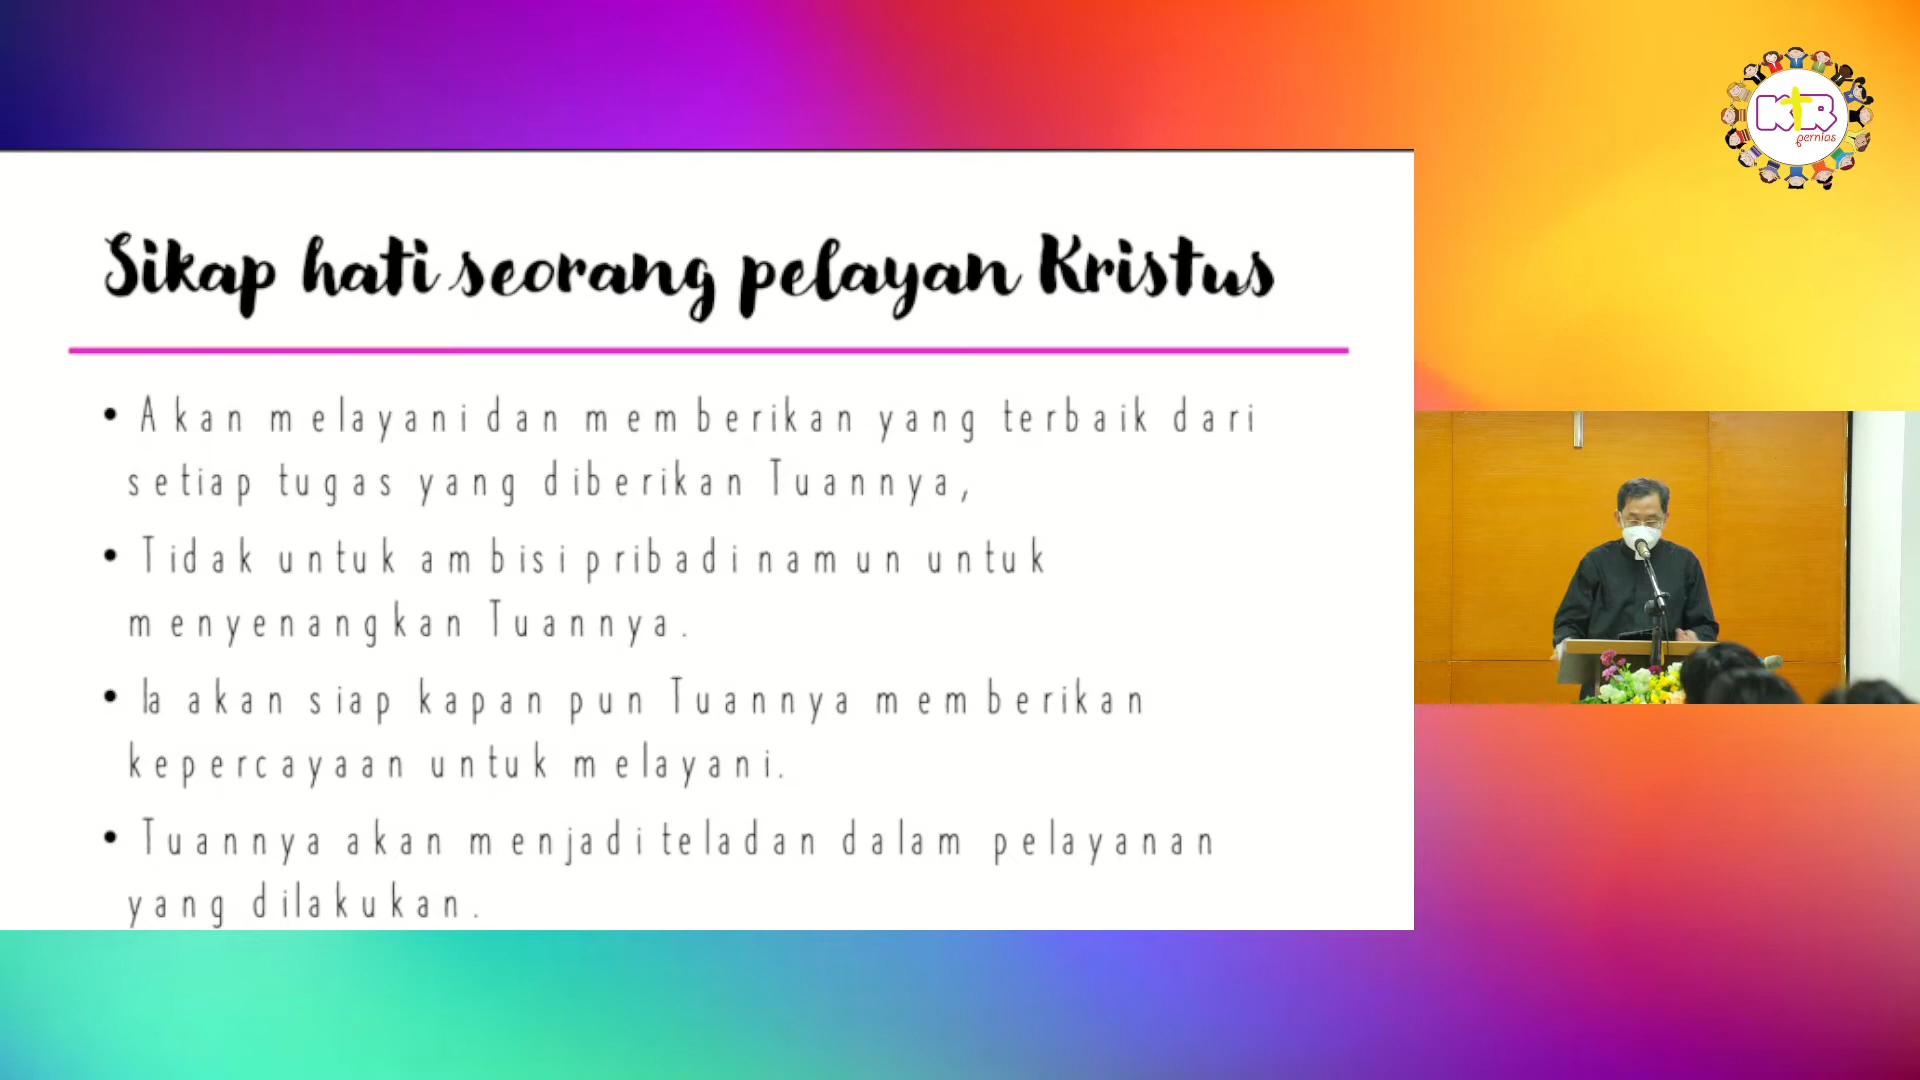 Sikap hati seorang pelayan Kristus
• Akan melayani dan memberikan yang terbaik dari
setiap tugas yang diberikan Tuannya,
• Tidak untuk ambisi pribadi namun untuk
menyenangkan Tuannya.
• Ia akan siap kapan pun Tuannya memberikan
kepercayaan untuk melayani.
• Tuannya akan menjadi teladan dalam pelayanan
yang dilakukan.
KR
pernias